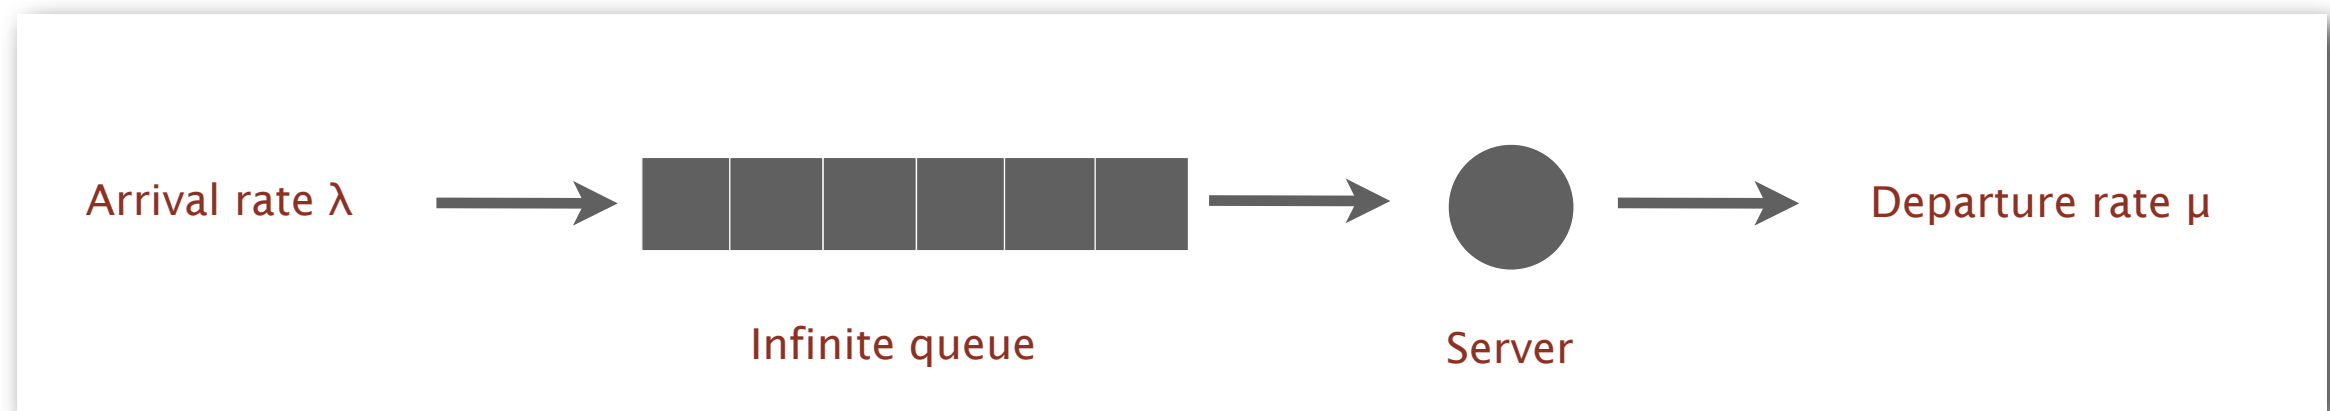 Arrival rate λ
Departure rate μ
Infinite queue
Server